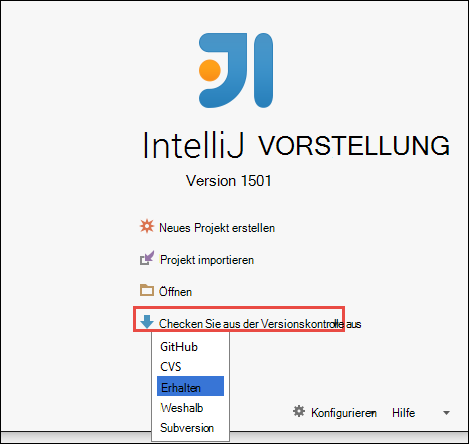 IntelliJ VORSTELLUNG
Version 1501
Neues Projekt erstellen
Projekt importieren
Öffnen
Checken Sie aus der Versionskontrolle aus
GitHub
CVS
Erhalten
Weshalb
Subversion
Konfigurieren Hilfe